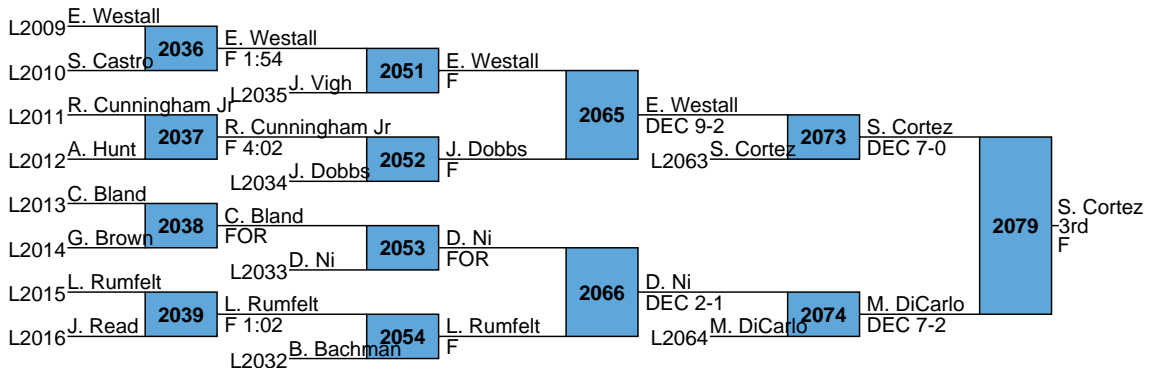 E. Westall
L2009
2036
E. Westall
F 1:54
S. Castro
L2010
2051
E. Westall
F
J. Vigh
L2035
R. Cunningham Jr
L2011
2037
R. Cunningham Jr
F 4:02
A. Hunt
L2012
2052
J. Dobbs
F
J. Dobbs
L2034
2065
E. Westall
DEC 9-2
2073
S. Cortez
DEC 7-0
S. Cortez
L2063
C. Bland
L2013
2038
C. Bland
FOR
G. Brown
L2014
2053
D. Ni
FOR
D. Ni
L2033
L. Rumfelt
L2015
2039
L. Rumfelt
F 1:02
J. Read
L2016
2054
L. Rumfelt
F
B. Bachman
L2032
2066
D. Ni
DEC 2-1
2074
M. DiCarlo
DEC 7-2
M. DiCarlo
L2064
2079
S. Cortez
3rd
F